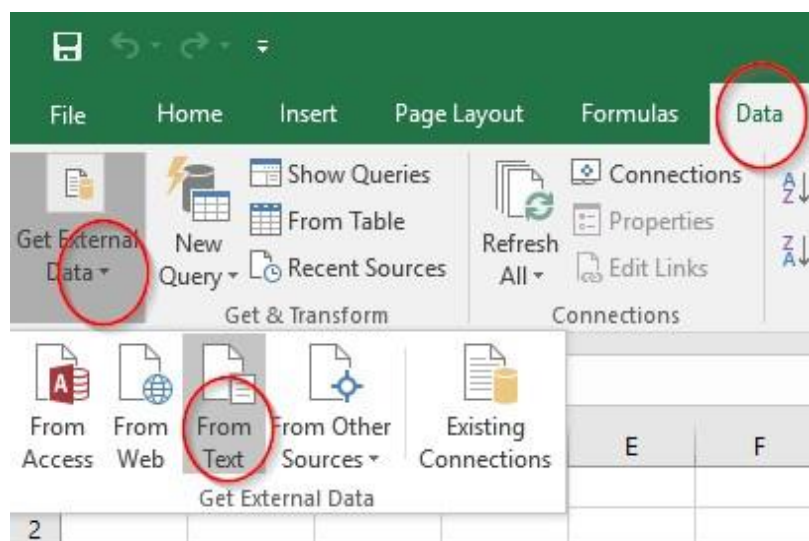 File Home Insert Page Layout Formulas Data
Show Queries
From Table
Recent Sources
Get External
Data
New
Query
Get & Transform
Refresh
All
Connections
Properties
Edit Links
Connections
A
Z
Z
A
From
Access
From
Web
From
Text
From Other
Sources
Existing
Connections
Get External Data
E F
2